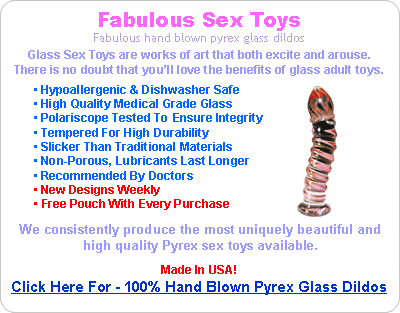 Fabulous Sex Toys
Fabulous hand blown pyrex glass dildos
Glass Sex Toys are works of art that both excite and arouse.
There is no doubt that you'll love the benefits of glass adult toys.
• Hypoallergenic & Dishwasher Safe
• High Quality Medical Grade Glass
• Polariscope Tested To Ensure Integrity
• Tempered For High Durability
• Slicker Than Traditional Materials
• Non-Porous, Lubricants Last Longer
• Recommended By Doctors
• New Designs Weekly
• Free Pouch With Every Purchase
We consistently produce the most uniquely beautiful and
high quality Pyrex sex toys available.
Made In USA!
Click Here For - 100% Hand Blown Pyrex Glass Dildos